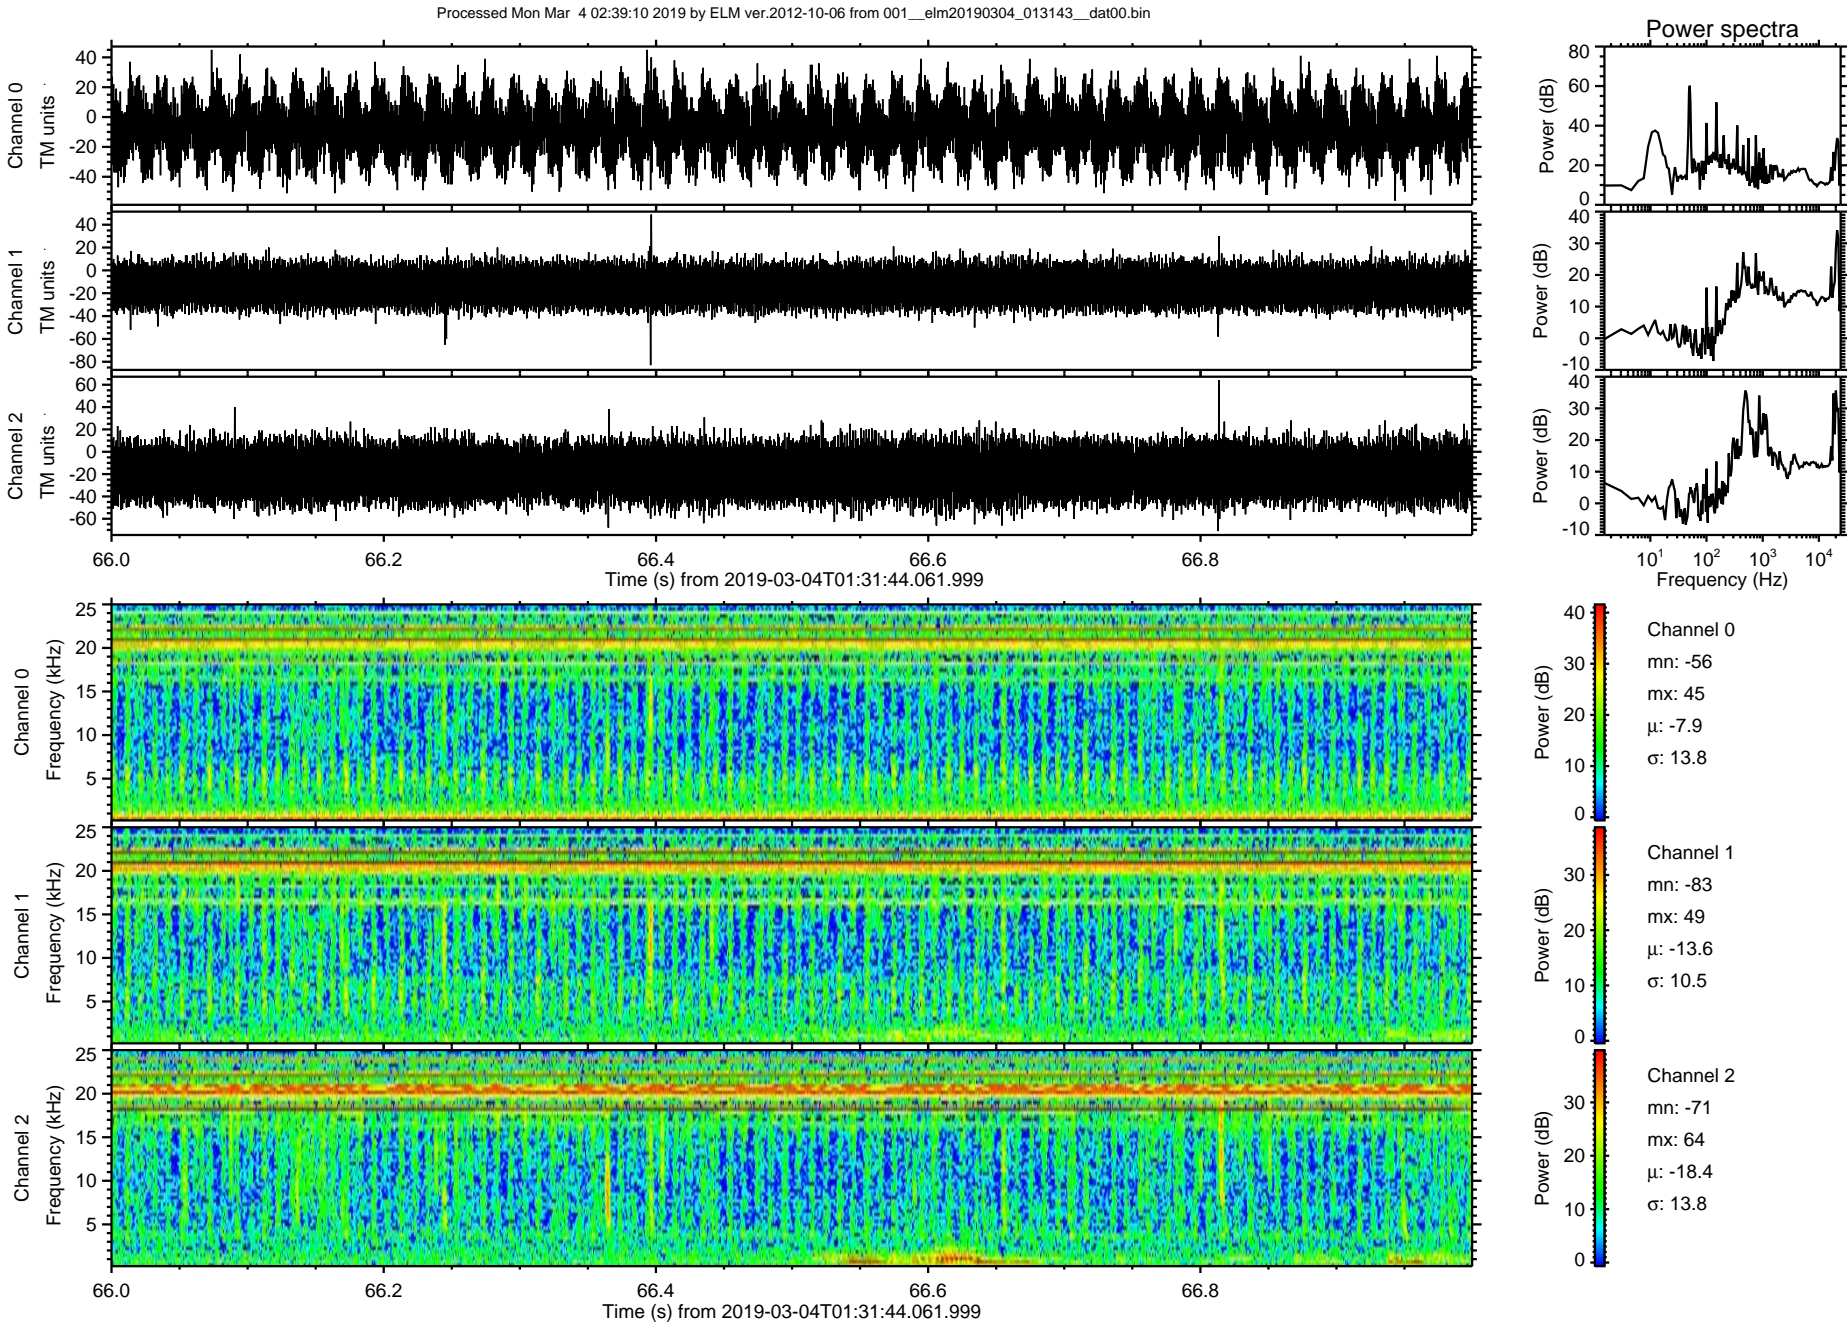 Processed Mon Mar  4 02:39:10 2019 by ELM ver.2012-10-06 from 001__elm20190304_013143__dat00.bin
Power spectra
Channel 0
TM units
40
20
0
-20
-40
Power (dB)
80
60
40
20
0
Channel 1
TM units
40
20
0
-20
-40
-60
-80
Power (dB)
40
30
20
10
0
-10
Channel 2
TM units
60
40
20
0
-20
-40
-60
Power (dB)
40
30
20
10
0
-10
66.0 66.2 66.4 66.6 66.8
Time (s) from 2019-03-04T01:31:44.061.999
10^1 10^2 10^3 10^4
Frequency (Hz)
Channel 0
Frequency (kHz)
25
20
15
10
5
Power (dB)
40
30
20
10
0
Channel 0
mn: -56
mx: 45
μ: -7.9
σ: 13.8
Channel 1
Frequency (kHz)
25
20
15
10
5
Power (dB)
30
20
10
0
Channel 1
mn: -83
mx: 49
μ: -13.6
σ: 10.5
Channel 2
Frequency (kHz)
25
20
15
10
5
Power (dB)
30
20
10
0
Channel 2
mn: -71
mx: 64
μ: -18.4
σ: 13.8
66.0 66.2 66.4 66.6 66.8
Time (s) from 2019-03-04T01:31:44.061.999